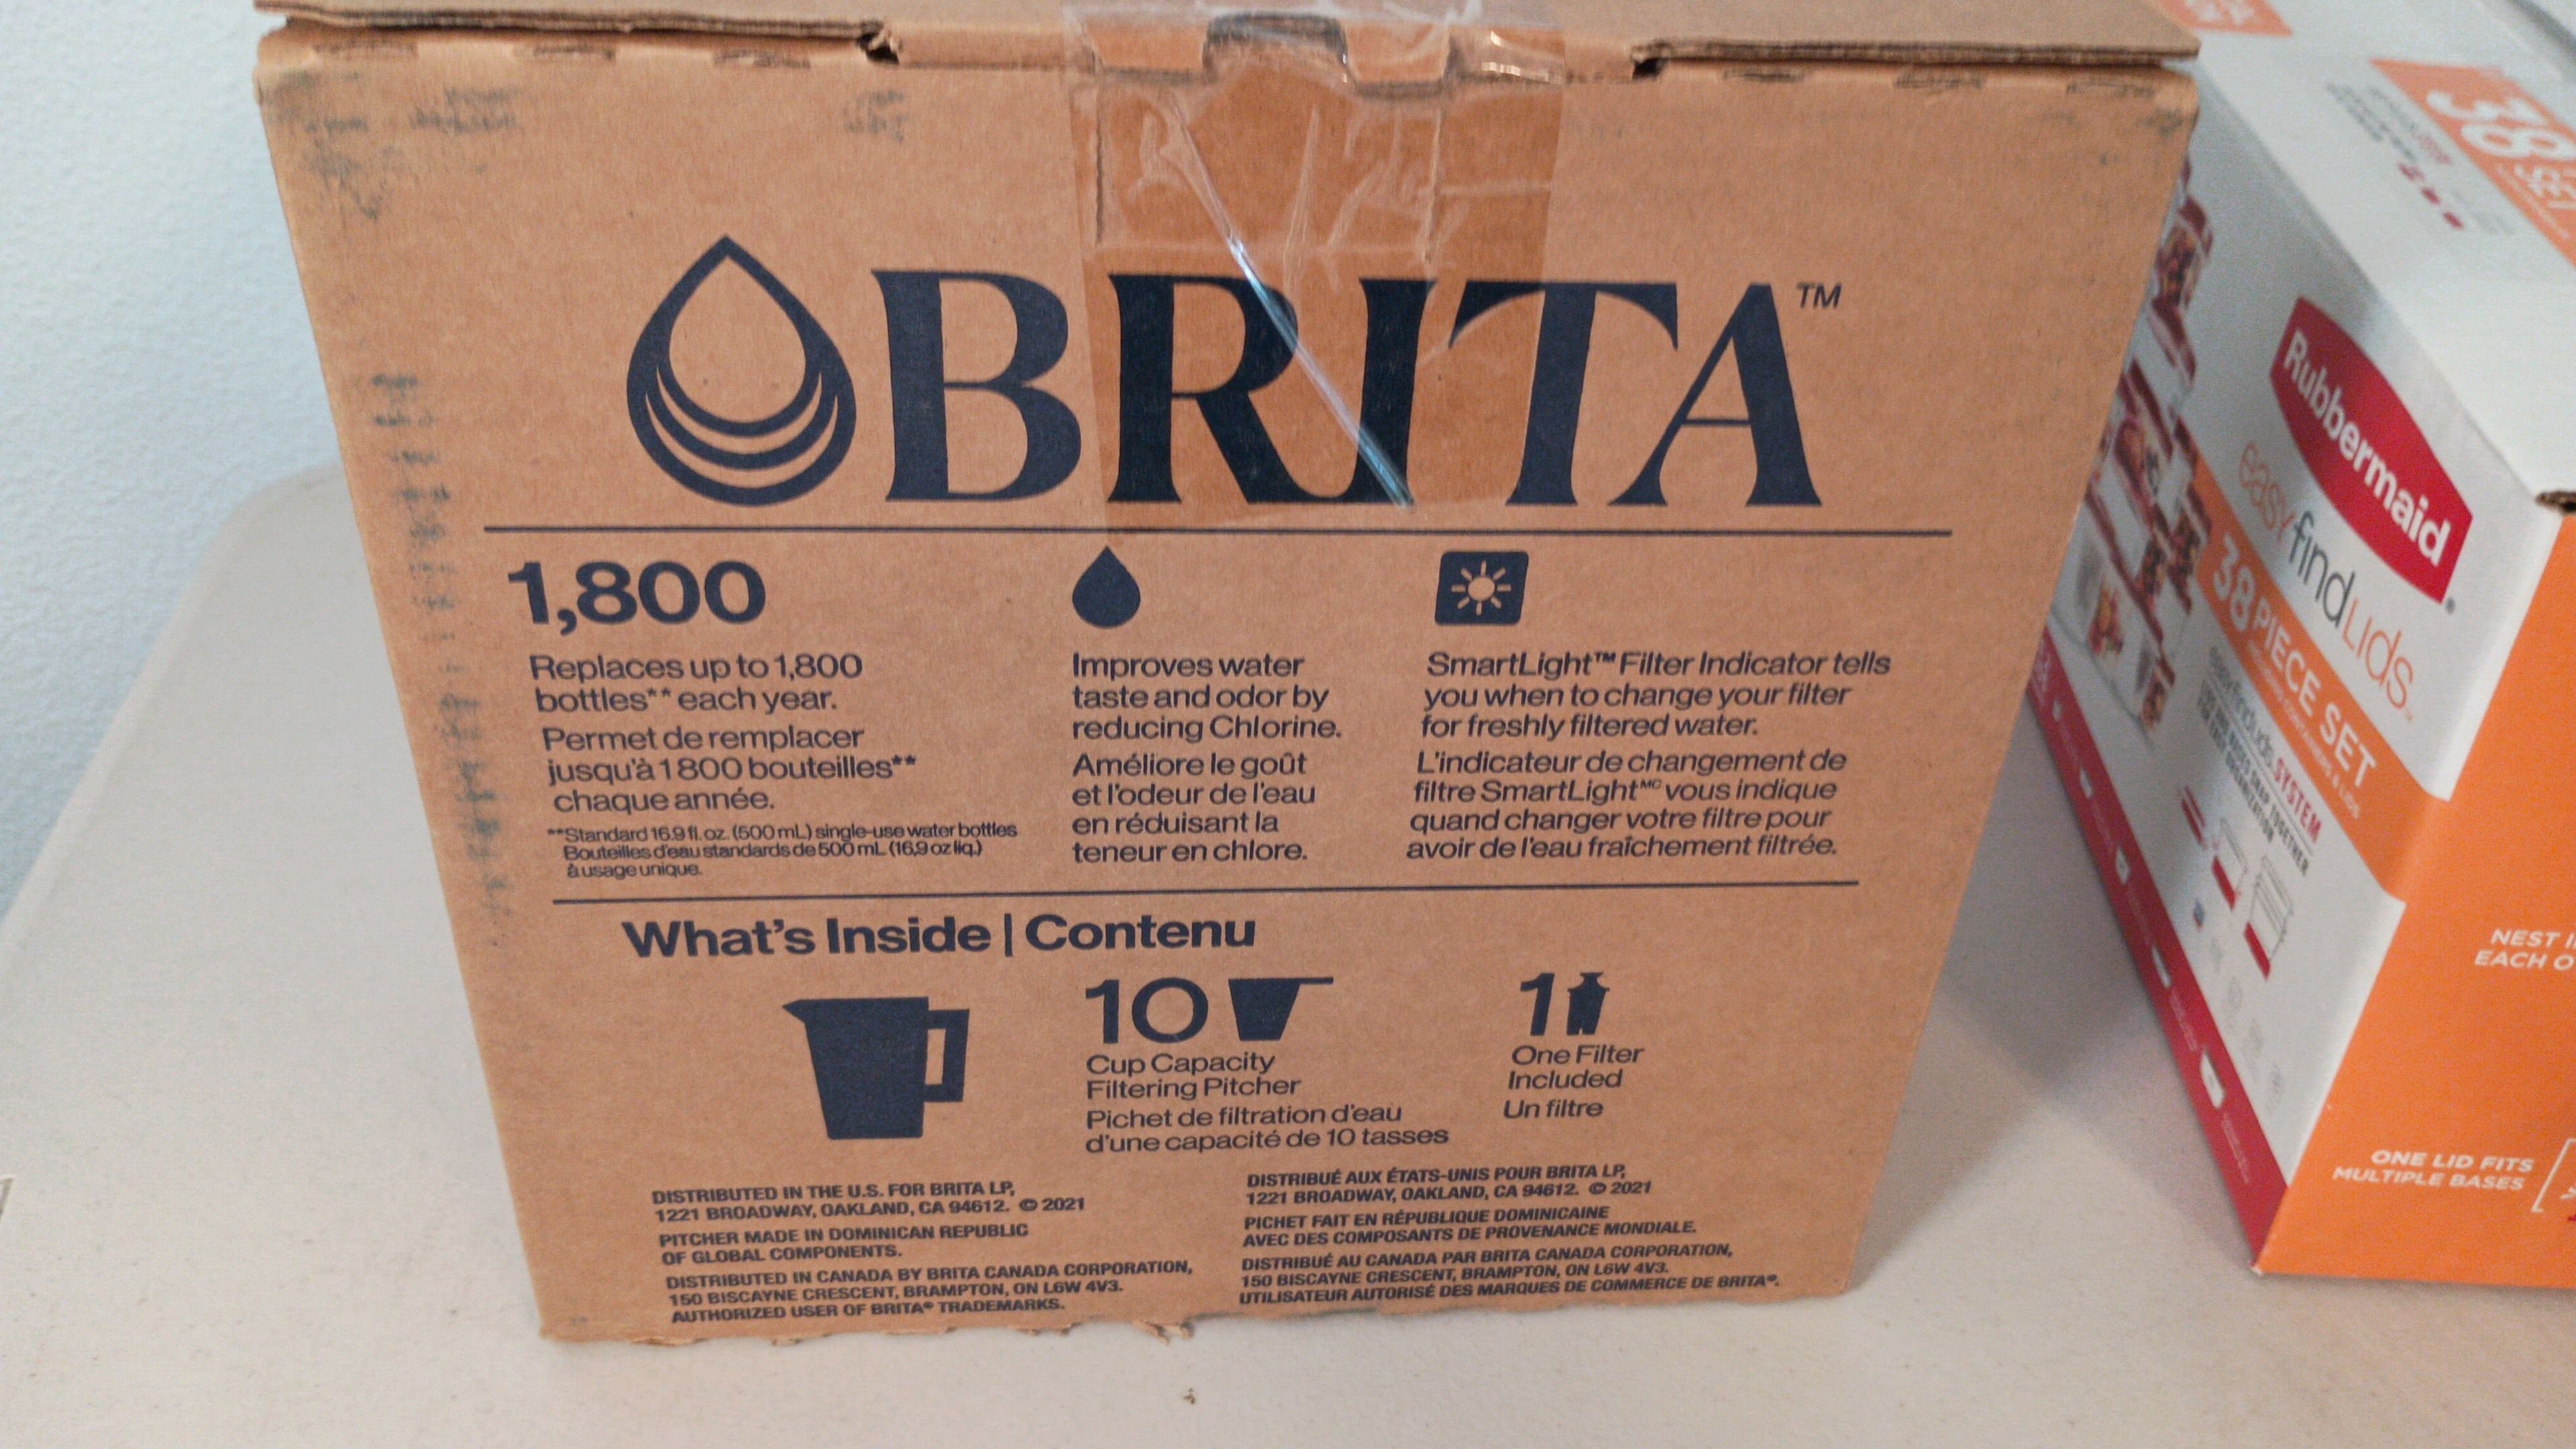 BRITA™
1,800
Replaces up to 1,800
bottles** each year.
Permet de remplacer
jusqu'à 1 800 bouteilles**
chaque année.
**Standard 16.9 fl. oz. (500 mL) single-use water bottles
Bouteilles d'eau standards de 500 mL (16,9 oz liq.)
à usage unique.
Improves water
taste and odor by
reducing Chlorine.
Améliore le goût
et l'odeur de l'eau
en réduisant la
teneur en chlore.
SmartLight™ Filter Indicator tells
you when to change your filter
for freshly filtered water.
L'indicateur de changement de
filtre SmartLightᴹᶜ vous indique
quand changer votre filtre pour
avoir de l'eau fraîchement filtrée.
What's Inside | Contenu
10
Cup Capacity
Filtering Pitcher
Pichet de filtration d'eau
d'une capacité de 10 tasses
1
One Filter
Included
Un filtre
DISTRIBUTED IN THE U.S. FOR BRITA LP,
1221 BROADWAY, OAKLAND, CA 94612. © 2021
PITCHER MADE IN DOMINICAN REPUBLIC
OF GLOBAL COMPONENTS.
DISTRIBUTED IN CANADA BY BRITA CANADA CORPORATION,
150 BISCAYNE CRESCENT, BRAMPTON, ON L6W 4V3.
AUTHORIZED USER OF BRITA® TRADEMARKS.
DISTRIBUÉ AUX ÉTATS-UNIS POUR BRITA LP,
1221 BROADWAY, OAKLAND, CA 94612. © 2021
PICHET FAIT EN RÉPUBLIQUE DOMINICAINE
AVEC DES COMPOSANTS DE PROVENANCE MONDIALE.
DISTRIBUÉ AU CANADA PAR BRITA CANADA CORPORATION,
150 BISCAYNE CRESCENT, BRAMPTON, ON L6W 4V3.
UTILISATEUR AUTORISÉ DES MARQUES DE COMMERCE DE BRITA®.
38
SET
Rubbermaid®
easy find Lids™
38 PIECE SET
easy find Lids SYSTEM
NEST I
EACH O
ONE LID FITS
MULTIPLE BASES